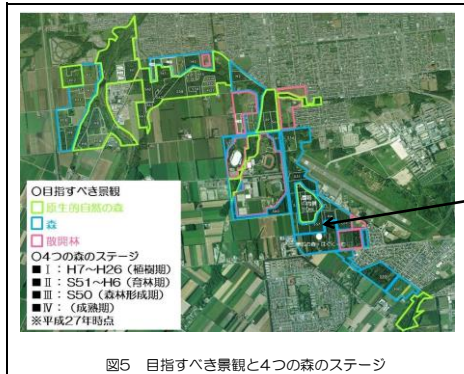 〇目指すべき景観
原生的自然の森
森
散開林
〇4つの森のステージ
■Ⅰ：H7～H26（植樹期）
■Ⅱ：S51～H6（育林期）
■Ⅲ：S50（森林形成期）
■Ⅳ：（成熟期）
※平成27年時点
図5　目指すべき景観と4つの森のステージ